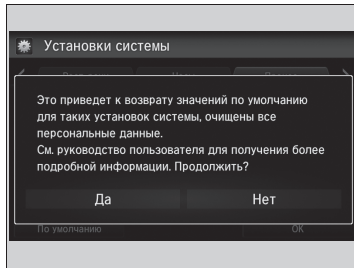 Установки системы
Это приведет к возврату значений по умолчанию
для таких установок системы, очищены все
персональные данные.
См. руководство пользователя для получения более
подробной информации. Продолжить?
Да
Нет
По умолчанию
OK